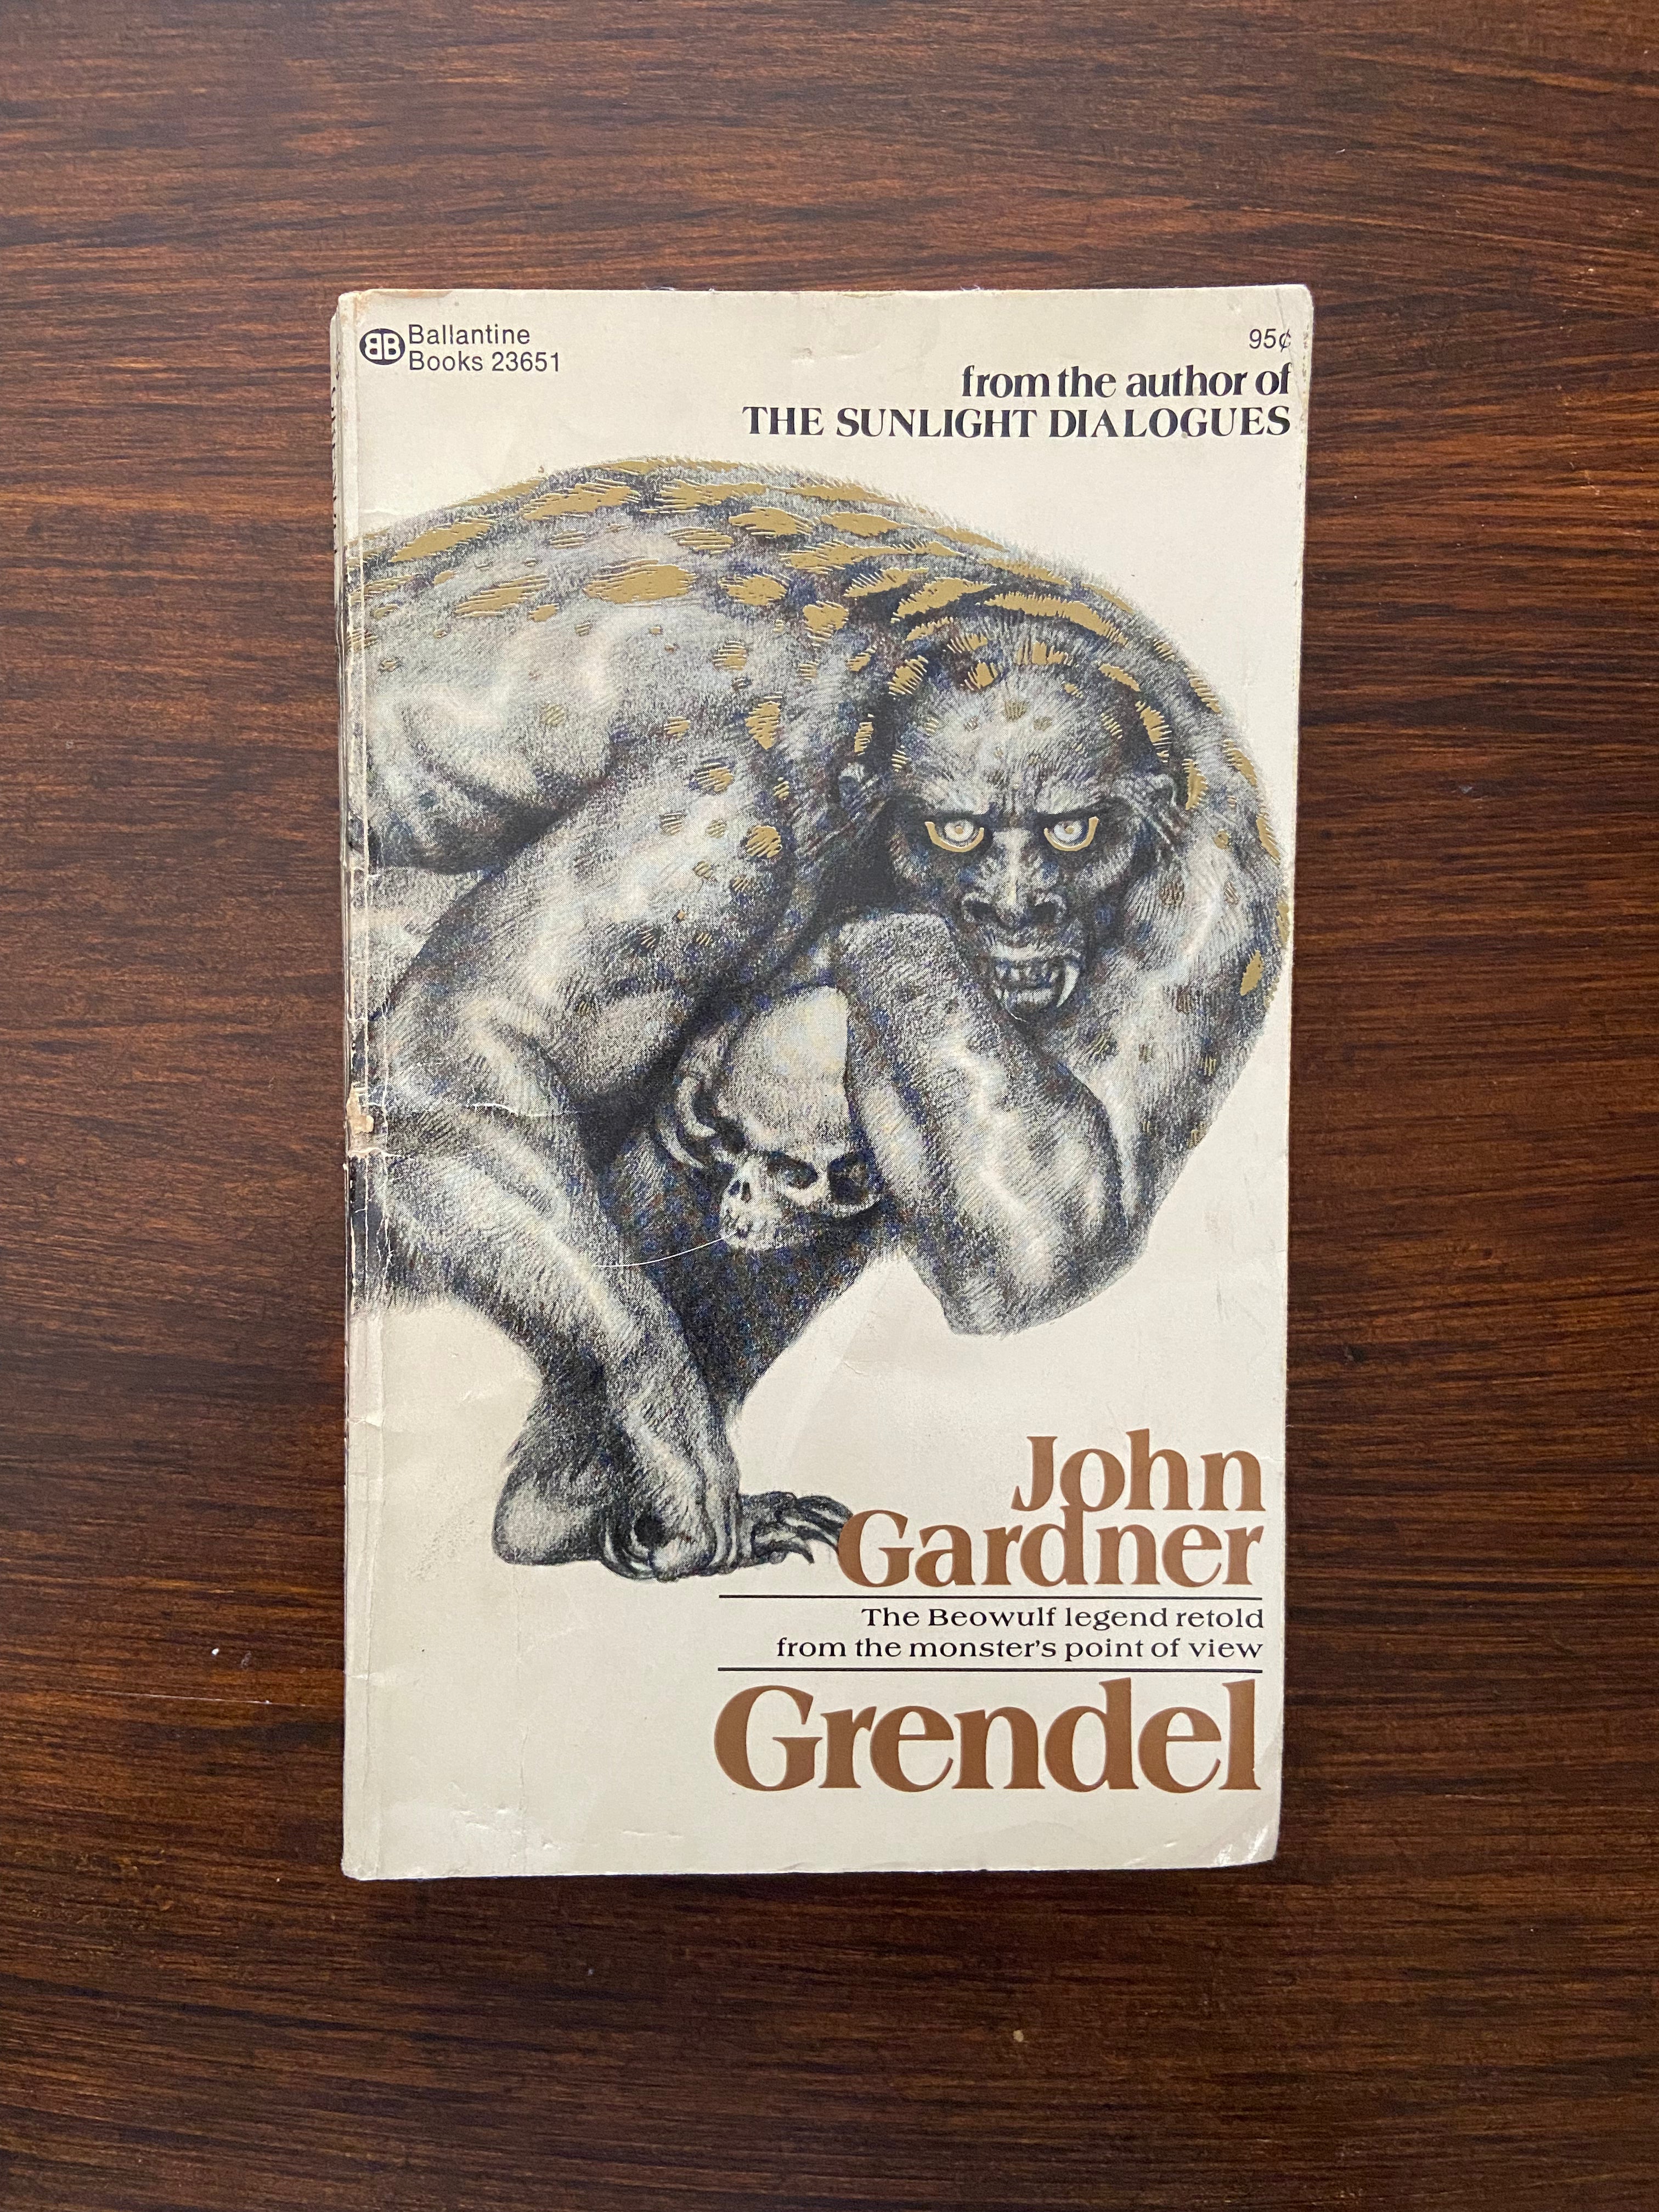 BB
Ballantine
Books 23651
95¢
from the author of
THE SUNLIGHT DIALOGUES
John
Gardner
The Beowulf legend retold
from the monster's point of view
Grendel